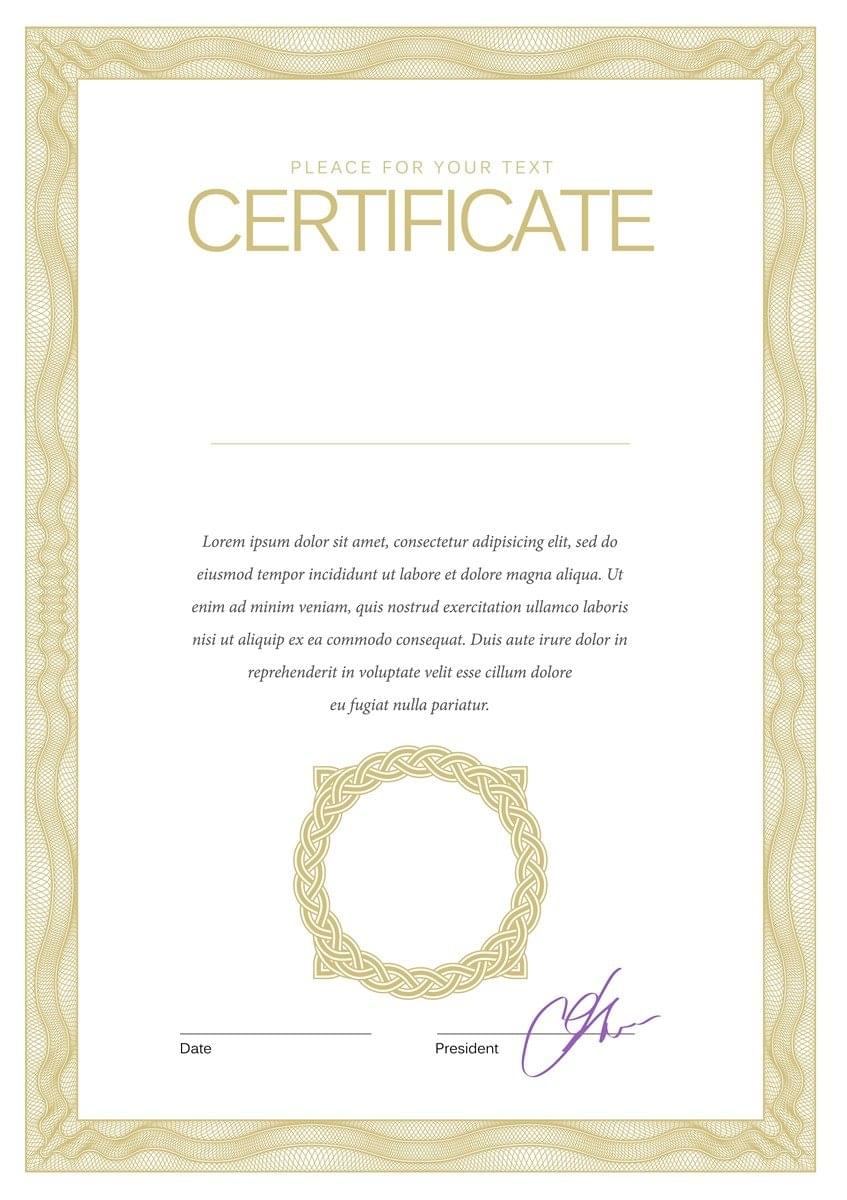 PLEACE FOR YOUR TEXT
CERTIFICATE
Lorem ipsum dolor sit amet, consectetur adipisicing elit, sed do
eiusmod tempor incididunt ut labore et dolore magna aliqua. Ut
enim ad minim veniam, quis nostrud exercitation ullamco laboris
nisi ut aliquip ex ea commodo consequat. Duis aute irure dolor in
reprehenderit in voluptate velit esse cillum dolore
eu fugiat nulla pariatur.
Date
President